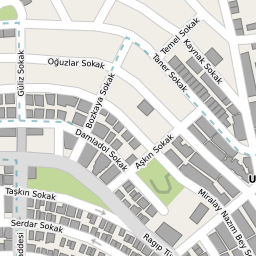 Temel Sokak
Kaynak Sokak
Taner Sokak
Oğuzlar Sokak
Güliz Sokak
Bozkaya Sokak
Damladol Sokak
Aşkın Sokak
U
Taşkın Sokak
Miralay Nazım Bey
Serdar Sokak
Ragıp